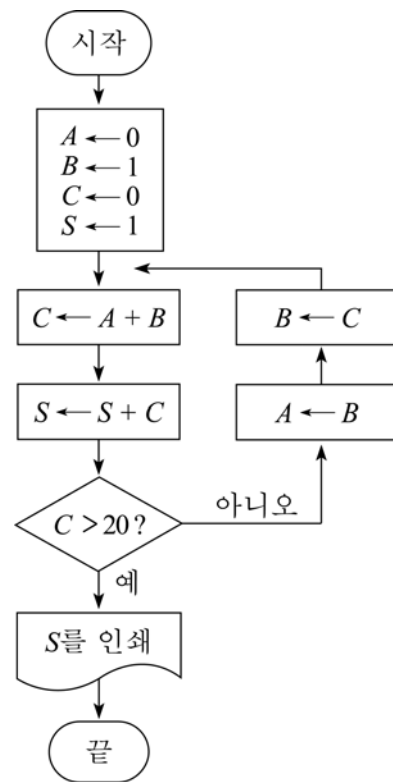 시작
A ← 0
B ← 1
C ← 0
S ← 1
C ← A + B
B ← C
S ← S + C
A ← B
C > 20 ?
아니오
예
S를 인쇄
끝